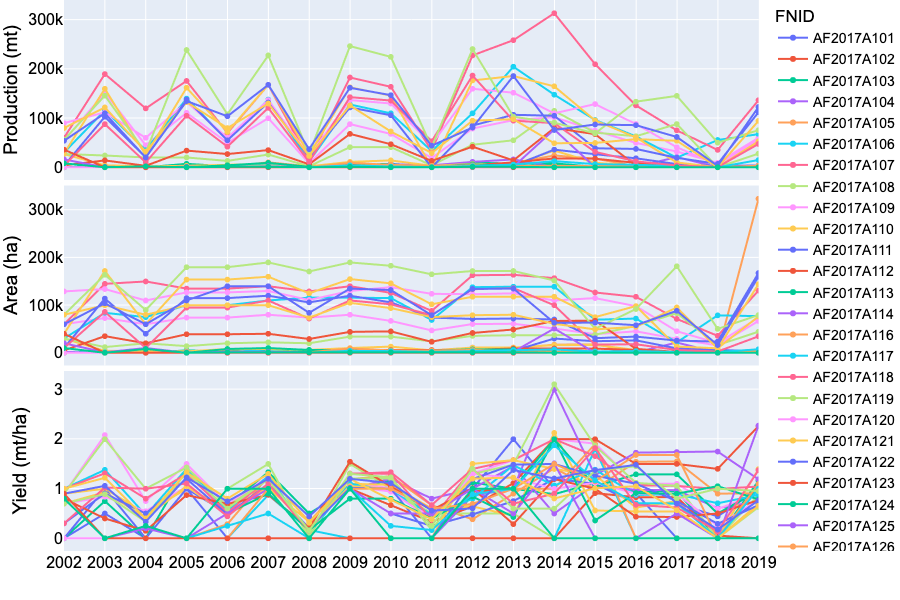 Production (mt)
300k
200k
100k
0
Area (ha)
300k
200k
100k
0
Yield (mt/ha)
3
2
1
0
2002 2003 2004 2005 2006 2007 2008 2009 2010 2011 2012 2013 2014 2015 2016 2017 2018 2019
FNID
AF2017A101
AF2017A102
AF2017A103
AF2017A104
AF2017A105
AF2017A106
AF2017A107
AF2017A108
AF2017A109
AF2017A110
AF2017A111
AF2017A112
AF2017A113
AF2017A114
AF2017A116
AF2017A117
AF2017A118
AF2017A119
AF2017A120
AF2017A121
AF2017A122
AF2017A123
AF2017A124
AF2017A125
AF2017A126